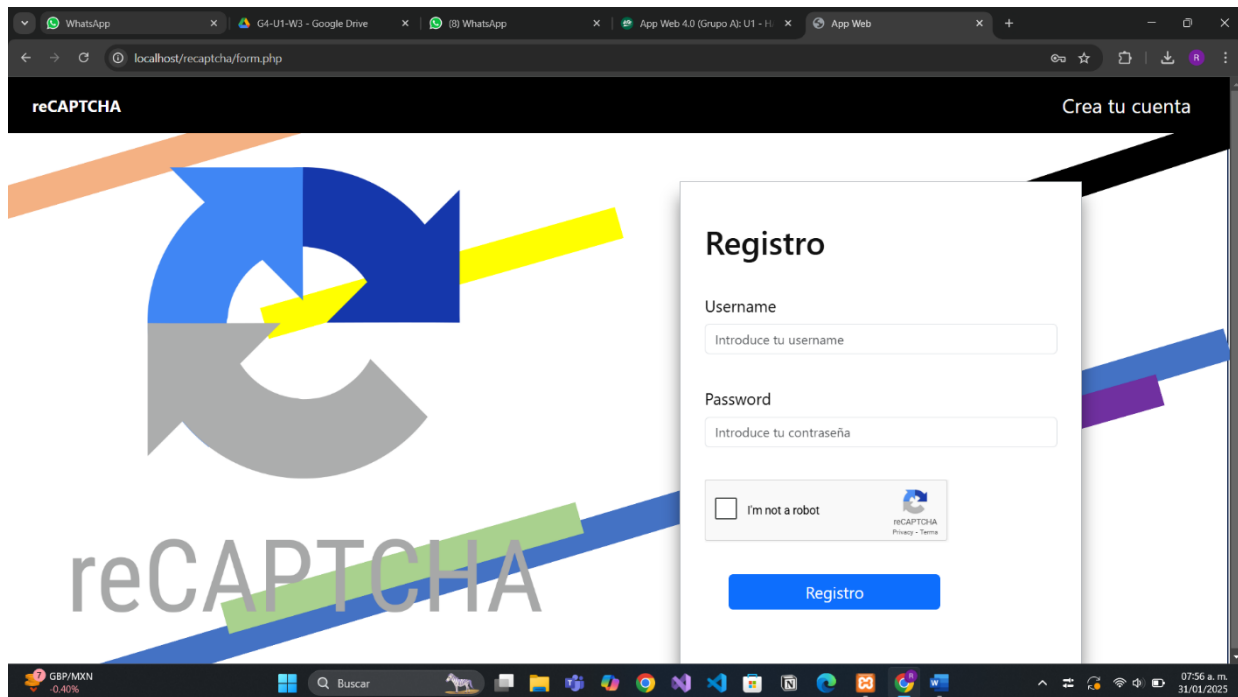 WhatsApp
G4-U1-W3 - Google Drive
(8) WhatsApp
App Web 4.0 (Grupo A): U1 - H
App Web
localhost/recaptcha/form.php
R
reCAPTCHA
Crea tu cuenta
Registro
Username
Introduce tu username
Password
Introduce tu contraseña
I'm not a robot
reCAPTCHA
Privacy - Terms
Registro
reCAPTCHA
7
GBP/MXN
-0.40%
Buscar
07:56 a. m.
31/01/2025